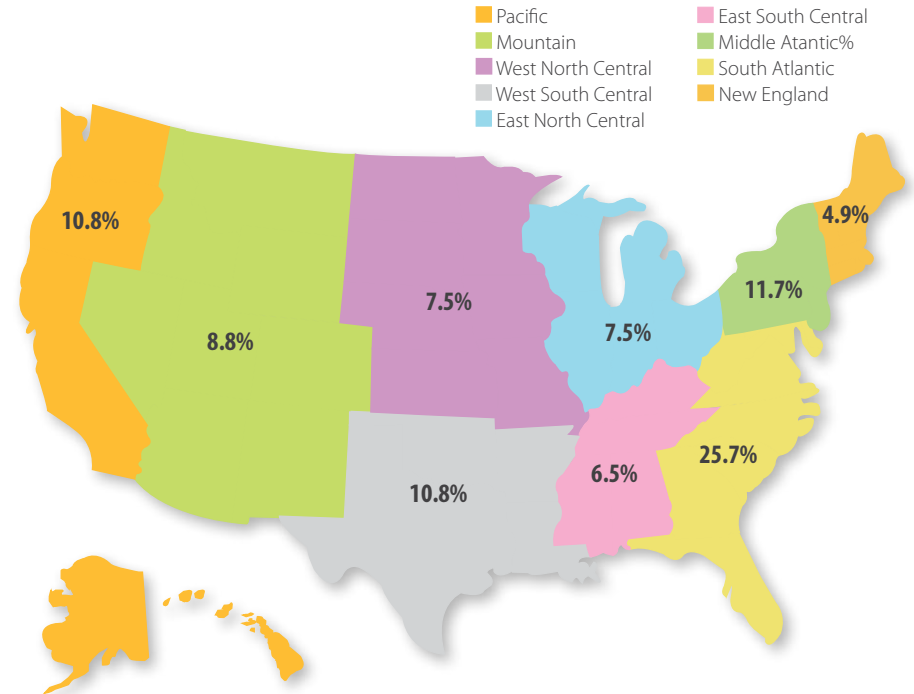 Pacific
Mountain
West North Central
West South Central
East North Central
East South Central
Middle Atantic%
South Atlantic
New England
10.8%
8.8%
7.5%
10.8%
7.5%
6.5%
25.7%
11.7%
4.9%